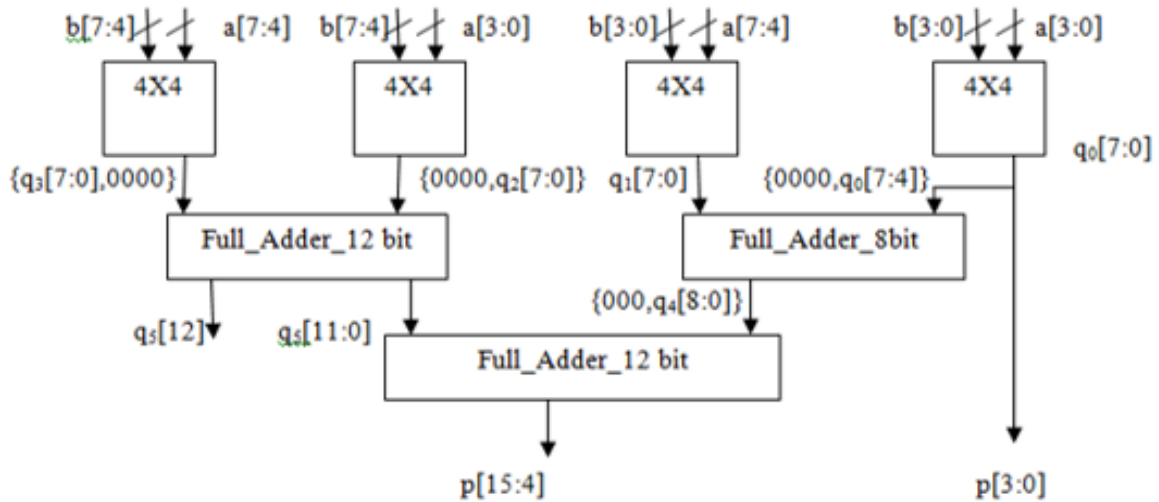 b[7:4] a[7:4] b[7:4] a[3:0] b[3:0] a[7:4] b[3:0] a[3:0]
4X4 4X4 4X4 4X4
q₀[7:0]
{q₃[7:0],0000} {0000,q₂[7:0]} q₁[7:0] {0000,q₀[7:4]}
Full_Adder_12 bit Full_Adder_8bit
{000,q₄[8:0]}
q₅[12] q₅[11:0]
Full_Adder_12 bit
p[15:4] p[3:0]